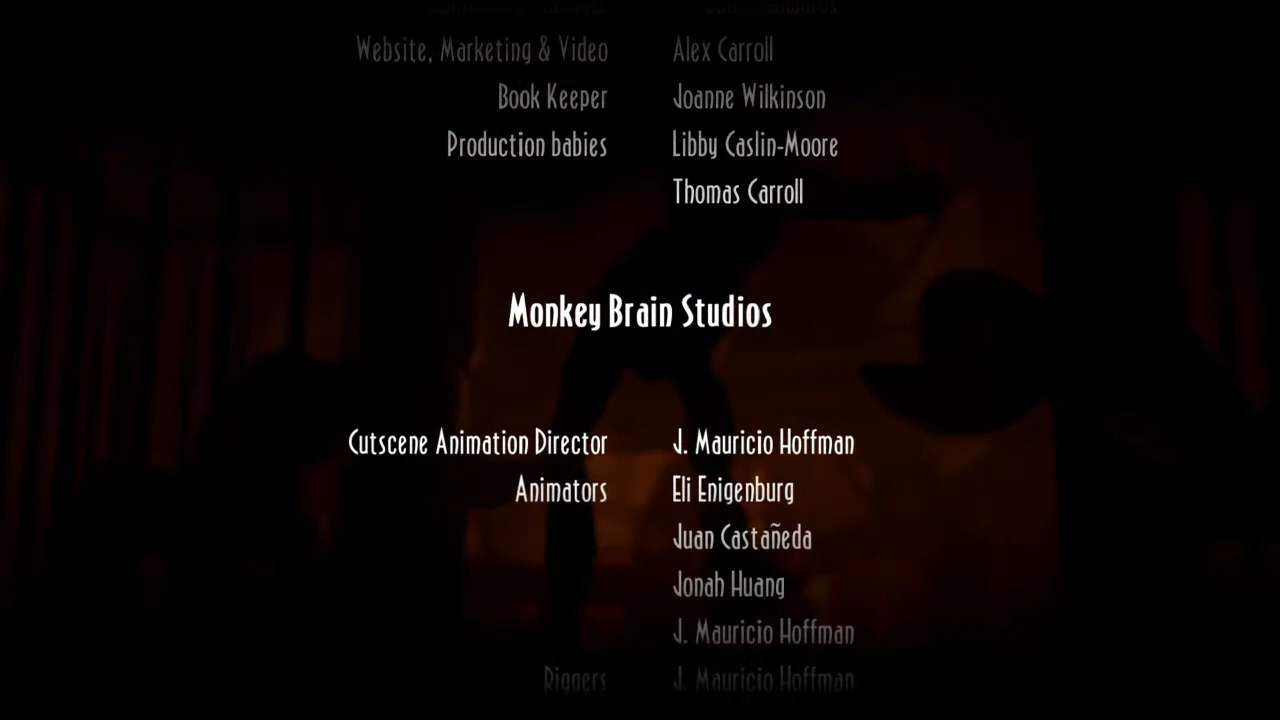 Website, Marketing & Video Alex Carroll
Book Keeper Joanne Wilkinson
Production babies Libby Caslin-Moore
Thomas Carroll
Monkey Brain Studios
Cutscene Animation Director J. Mauricio Hoffman
Animators Eli Enigenburg
Juan Castañeda
Jonah Huang
J. Mauricio Hoffman
Riggers J. Mauricio Hoffman